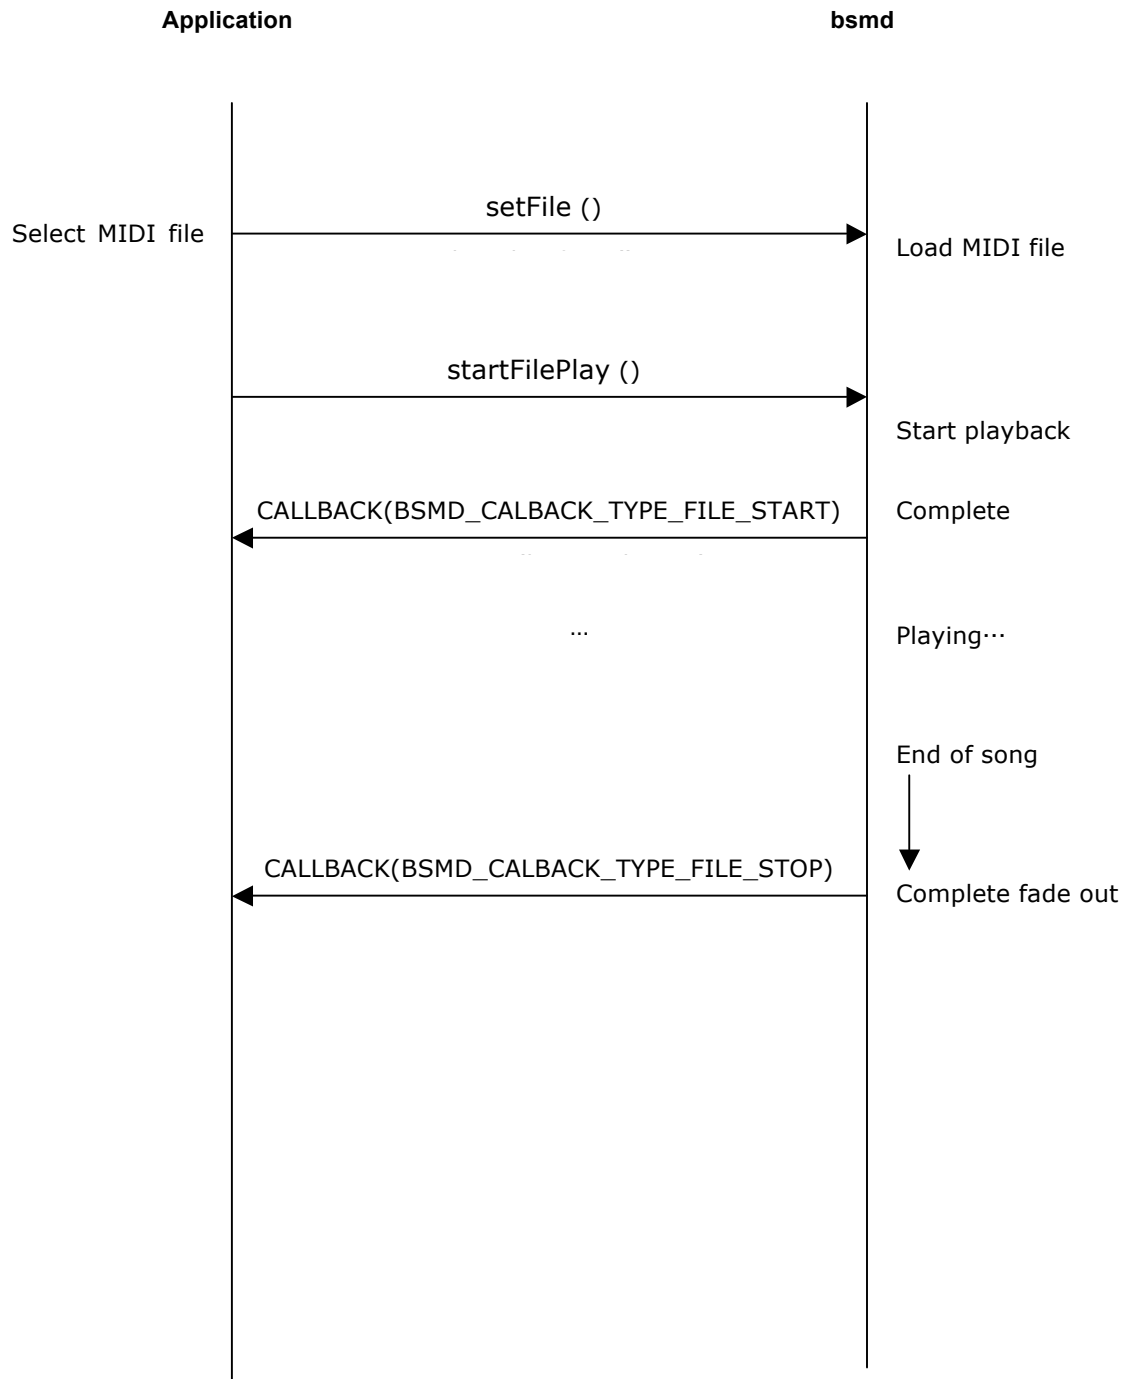 Application
bsmd
setFile ()
Select MIDI file
Load MIDI file
startFilePlay ()
Start playback
CALLBACK(BSMD_CALBACK_TYPE_FILE_START)
Complete
...
Playing⋯
End of song
CALLBACK(BSMD_CALBACK_TYPE_FILE_STOP)
Complete fade out